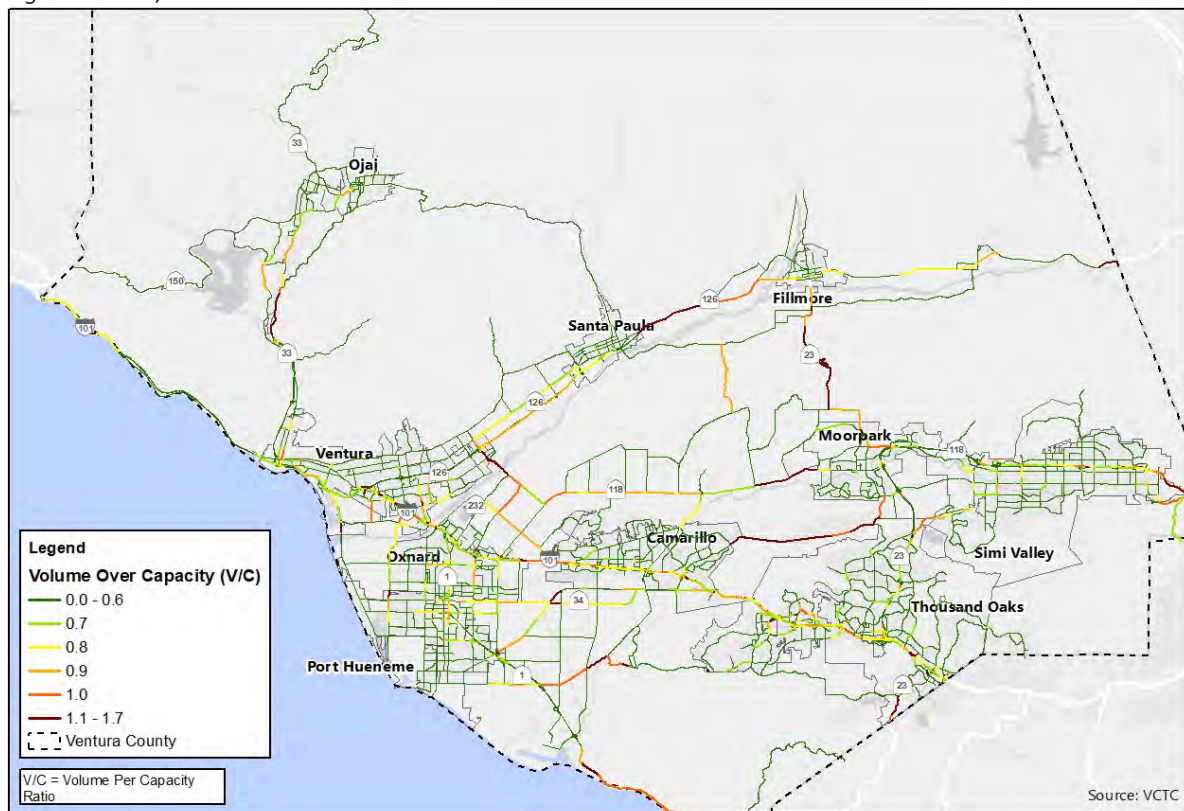 33
Ojai
150
101
33
Santa Paula
126
Fillmore
126
23
Ventura
126
101
232
118
Moorpark
118
Camarillo
101
Oxnard
1
34
23
Simi Valley
Thousand Oaks
Port Hueneme
1
23
Legend
Volume Over Capacity (V/C)
0.0 - 0.6
0.7
0.8
0.9
1.0
1.1 - 1.7
Ventura County
V/C = Volume Per Capacity
Ratio
Source: VCTC